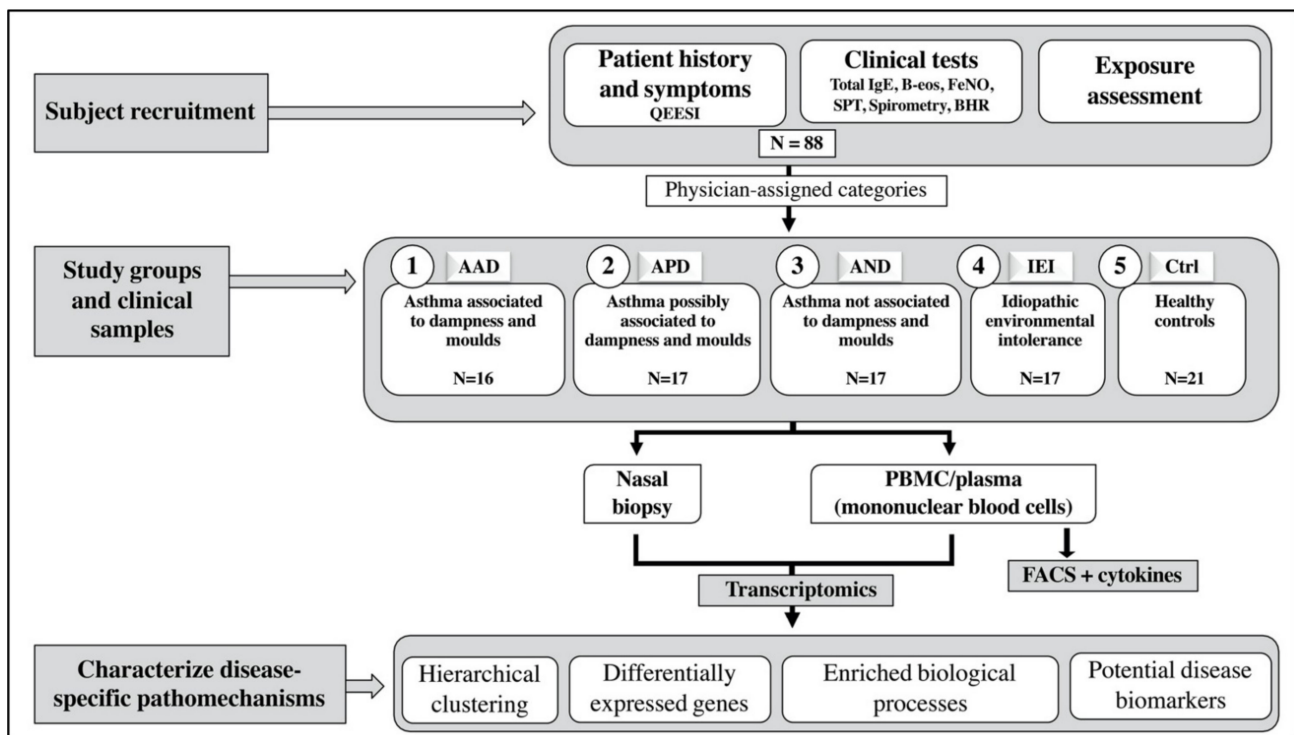 Subject recruitment
Patient history
and symptoms
QEESI
Clinical tests
Total IgE, B-eos, FeNO,
SPT, Spirometry, BHR
Exposure
assessment
N = 88
Physician-assigned categories
Study groups
and clinical
samples
1
AAD
Asthma associated
to dampness and
moulds
N=16
2
APD
Asthma possibly
associated to
dampness and moulds
N=17
3
AND
Asthma not associated
to dampness and
moulds
N=17
4
IEI
Idiopathic
environmental
intolerance
N=17
5
Ctrl
Healthy
controls
N=21
Nasal
biopsy
PBMC/plasma
(mononuclear blood cells)
FACS + cytokines
Transcriptomics
Characterize disease-
specific pathomechanisms
Hierarchical
clustering
Differentially
expressed genes
Enriched biological
processes
Potential disease
biomarkers